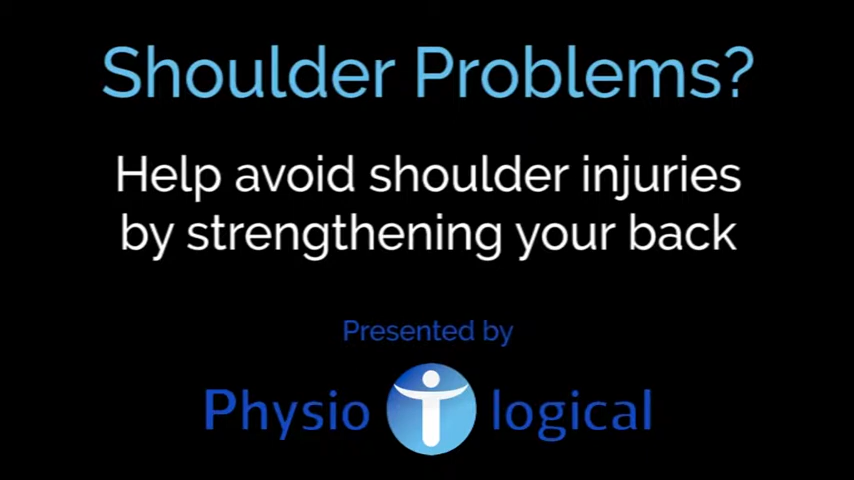 Shoulder Problems?
Help avoid shoulder injuries
by strengthening your back
Presented by
Physio logical